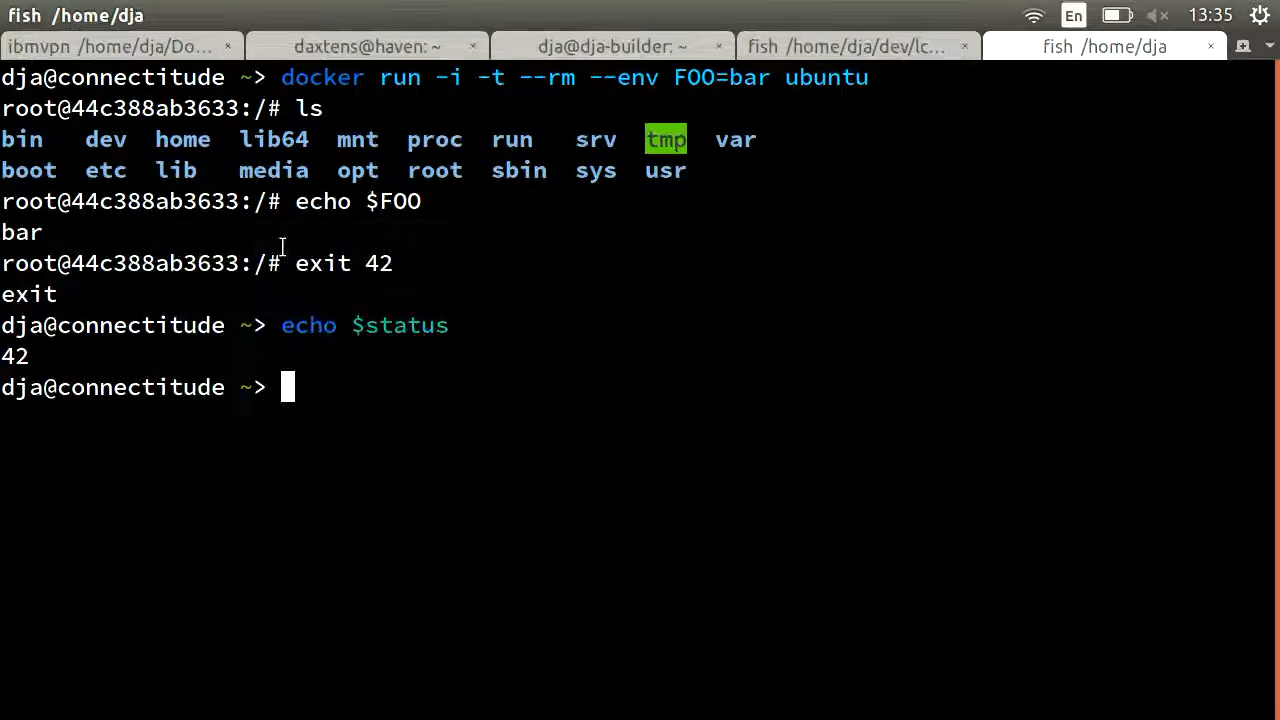 fish /home/dja
En
13:35
ibmvpn /home/dja/Do...
daxtens@haven: ~
dja@dja-builder: ~
fish /home/dja/dev/lc...
fish /home/dja
dja@connectitude ~> docker run -i -t --rm --env FOO=bar ubuntu
root@44c388ab3633:/# ls
bin dev home lib64 mnt proc run srv tmp var
boot etc lib media opt root sbin sys usr
root@44c388ab3633:/# echo $FOO
bar
root@44c388ab3633:/# exit 42
exit
dja@connectitude ~> echo $status
42
dja@connectitude ~>